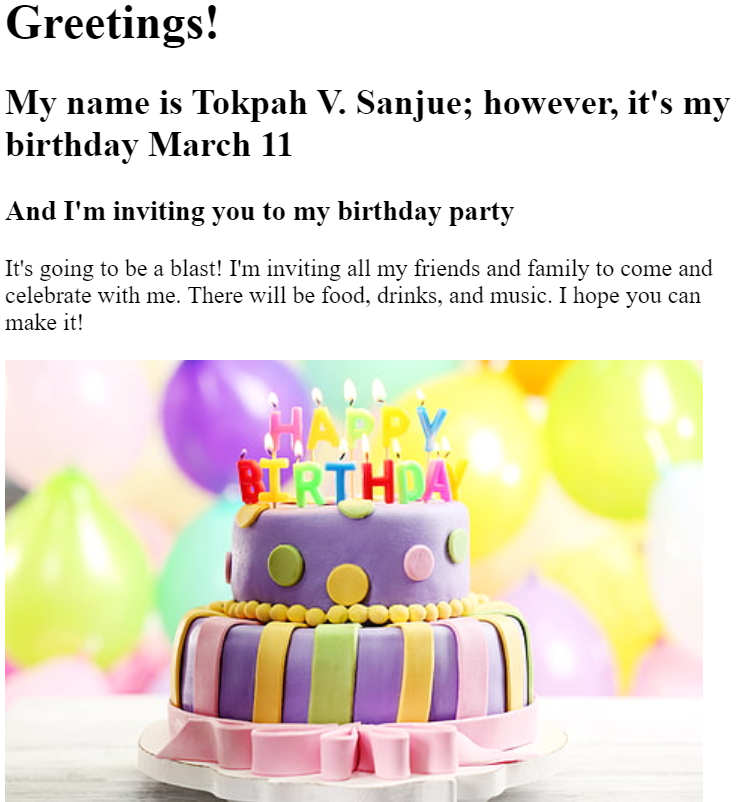 Greetings!
My name is Tokpah V. Sanjue; however, it's my
birthday March 11
And I'm inviting you to my birthday party
It's going to be a blast! I'm inviting all my friends and family to come and
celebrate with me. There will be food, drinks, and music. I hope you can
make it!
HAPPY
BIRTHDAY